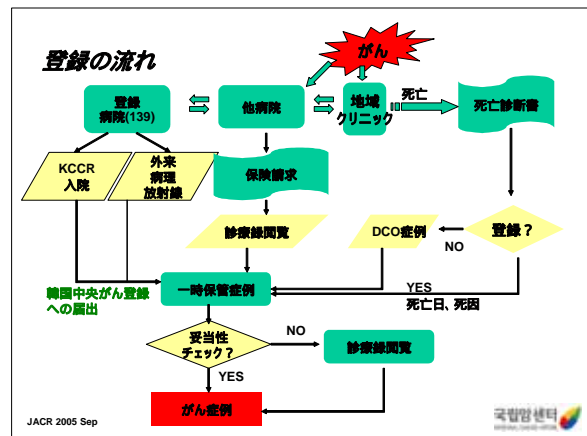 登録の流れ
がん
登録
病院(139)
他病院
地域
クリニック
死亡
死亡診断書
KCCR
入院
外来
病理
放射線
保険請求
診療録閲覧
DCO症例
NO
登録？
韓国中央がん登録
への届出
一時保管症例
YES
死亡日、死因
妥当性
チェック？
NO
診療録閲覧
YES
がん症例
JACR 2005 Sep
국립암센터